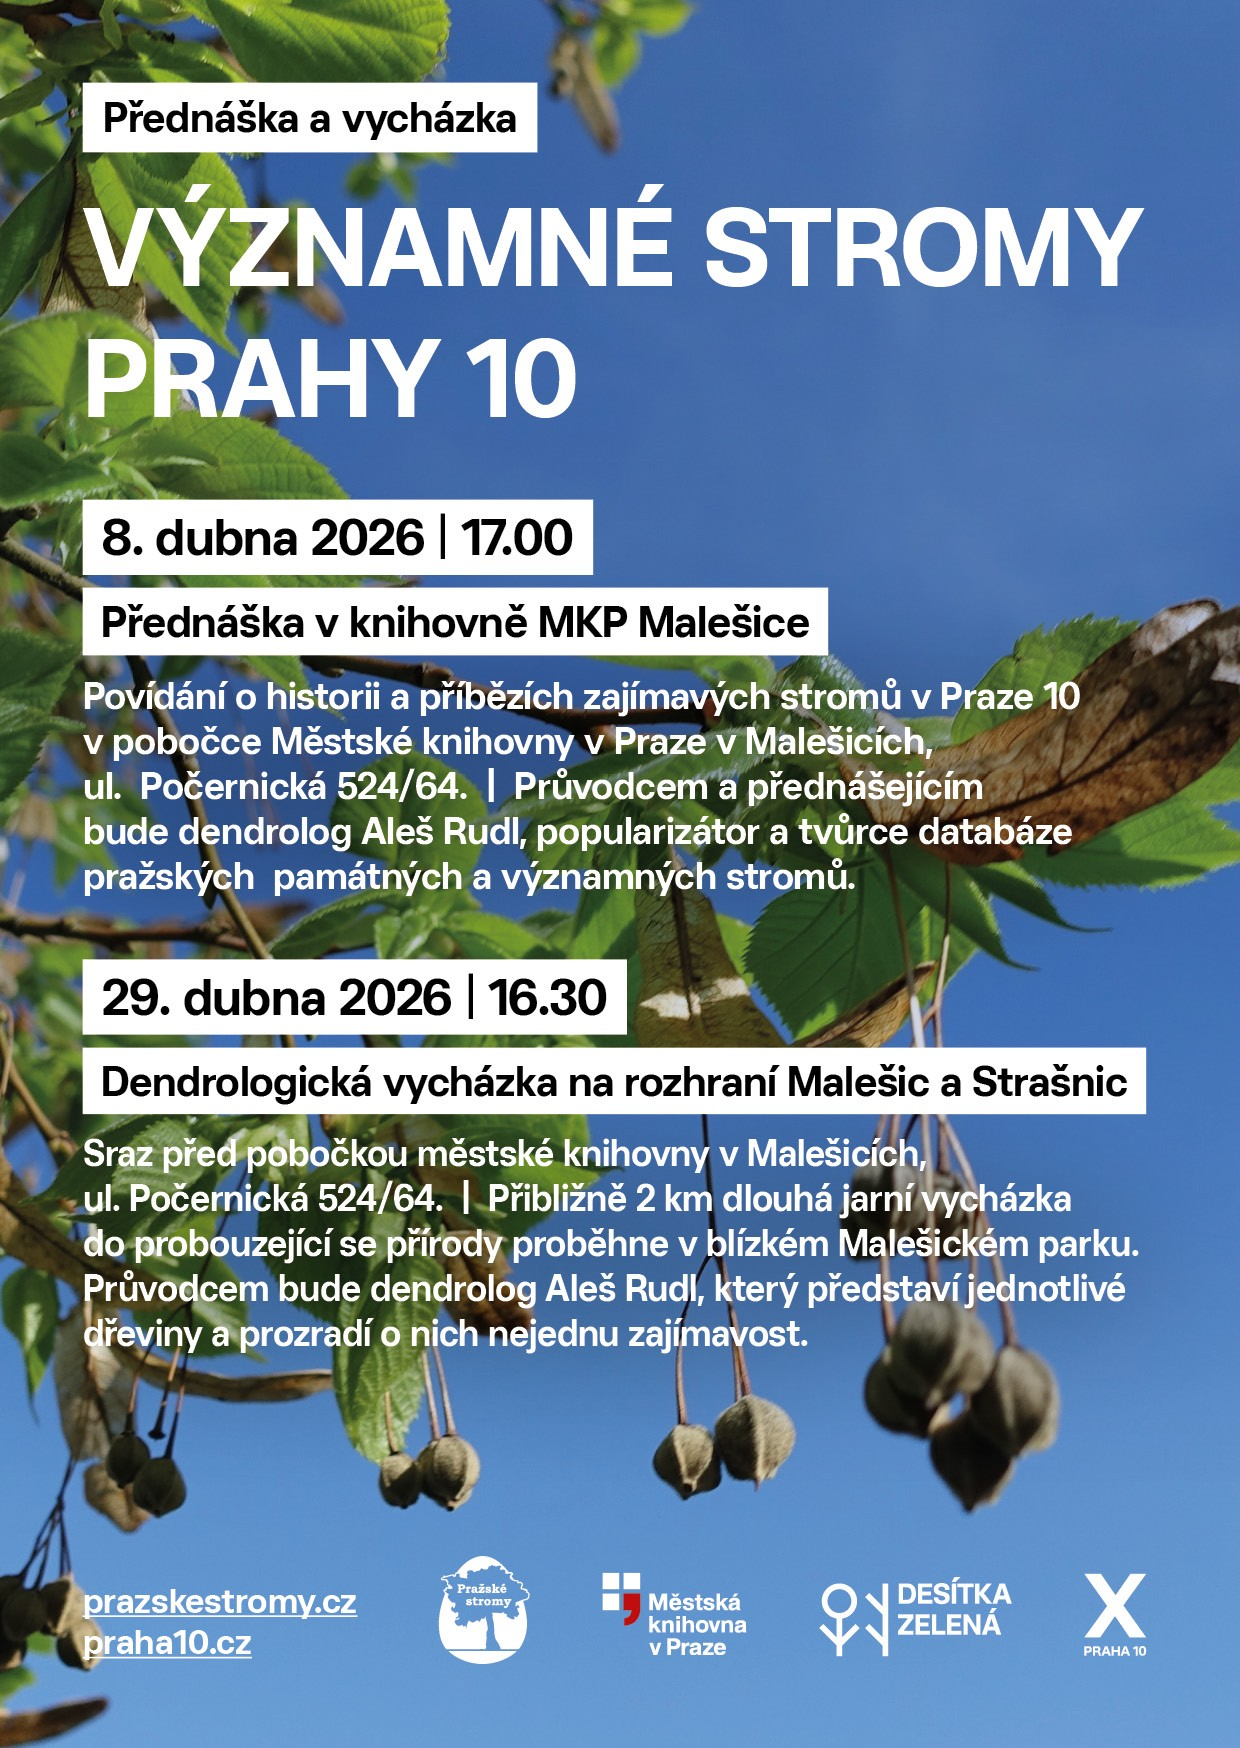 Přednáška a vycházka
VÝZNAMNÉ STROMY
PRAHY 10
8. dubna 2026 | 17.00
Přednáška v knihovně MKP Malešice
Povídání o historii a příbězích zajímavých stromů v Praze 10
v pobočce Městské knihovny v Praze v Malešicích,
ul. Počernická 524/64. | Průvodcem a přednášejícím
bude dendrolog Aleš Rudl, popularizátor a tvůrce databáze
pražských památných a významných stromů.
29. dubna 2026 | 16.30
Dendrologická vycházka na rozhraní Malešic a Strašnic
Sraz před pobočkou městské knihovny v Malešicích,
ul. Počernická 524/64. | Přibližně 2 km dlouhá jarní vycházka
do probouzející se přírody proběhne v blízkém Malešickém parku.
Průvodcem bude dendrolog Aleš Rudl, který představí jednotlivé
dřeviny a prozradí o nich nejednu zajímavost.
prazskestromy.cz
praha10.cz
Pražské
stromy
Městská
knihovna
v Praze
DESÍTKA
ZELENÁ
X
PRAHA 10